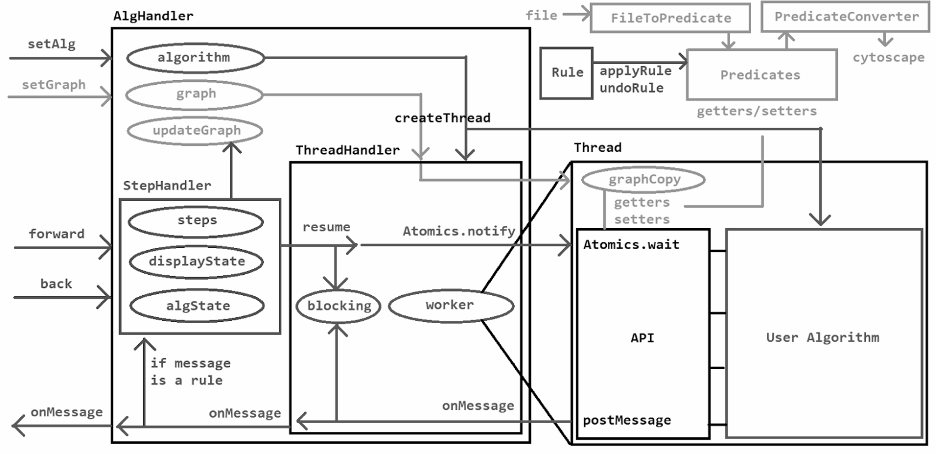 AlgHandler
file
FileToPredicate
PredicateConverter
cytoscape
setAlg
algorithm
Rule
applyRule
undoRule
Predicates
getters/setters
setGraph
graph
createThread
updateGraph
ThreadHandler
Thread
StepHandler
graphCopy
getters
setters
steps
forward
resume
Atomics.notify
Atomics.wait
displayState
back
algState
blocking
worker
API
User Algorithm
if message
is a rule
onMessage
onMessage
onMessage
postMessage